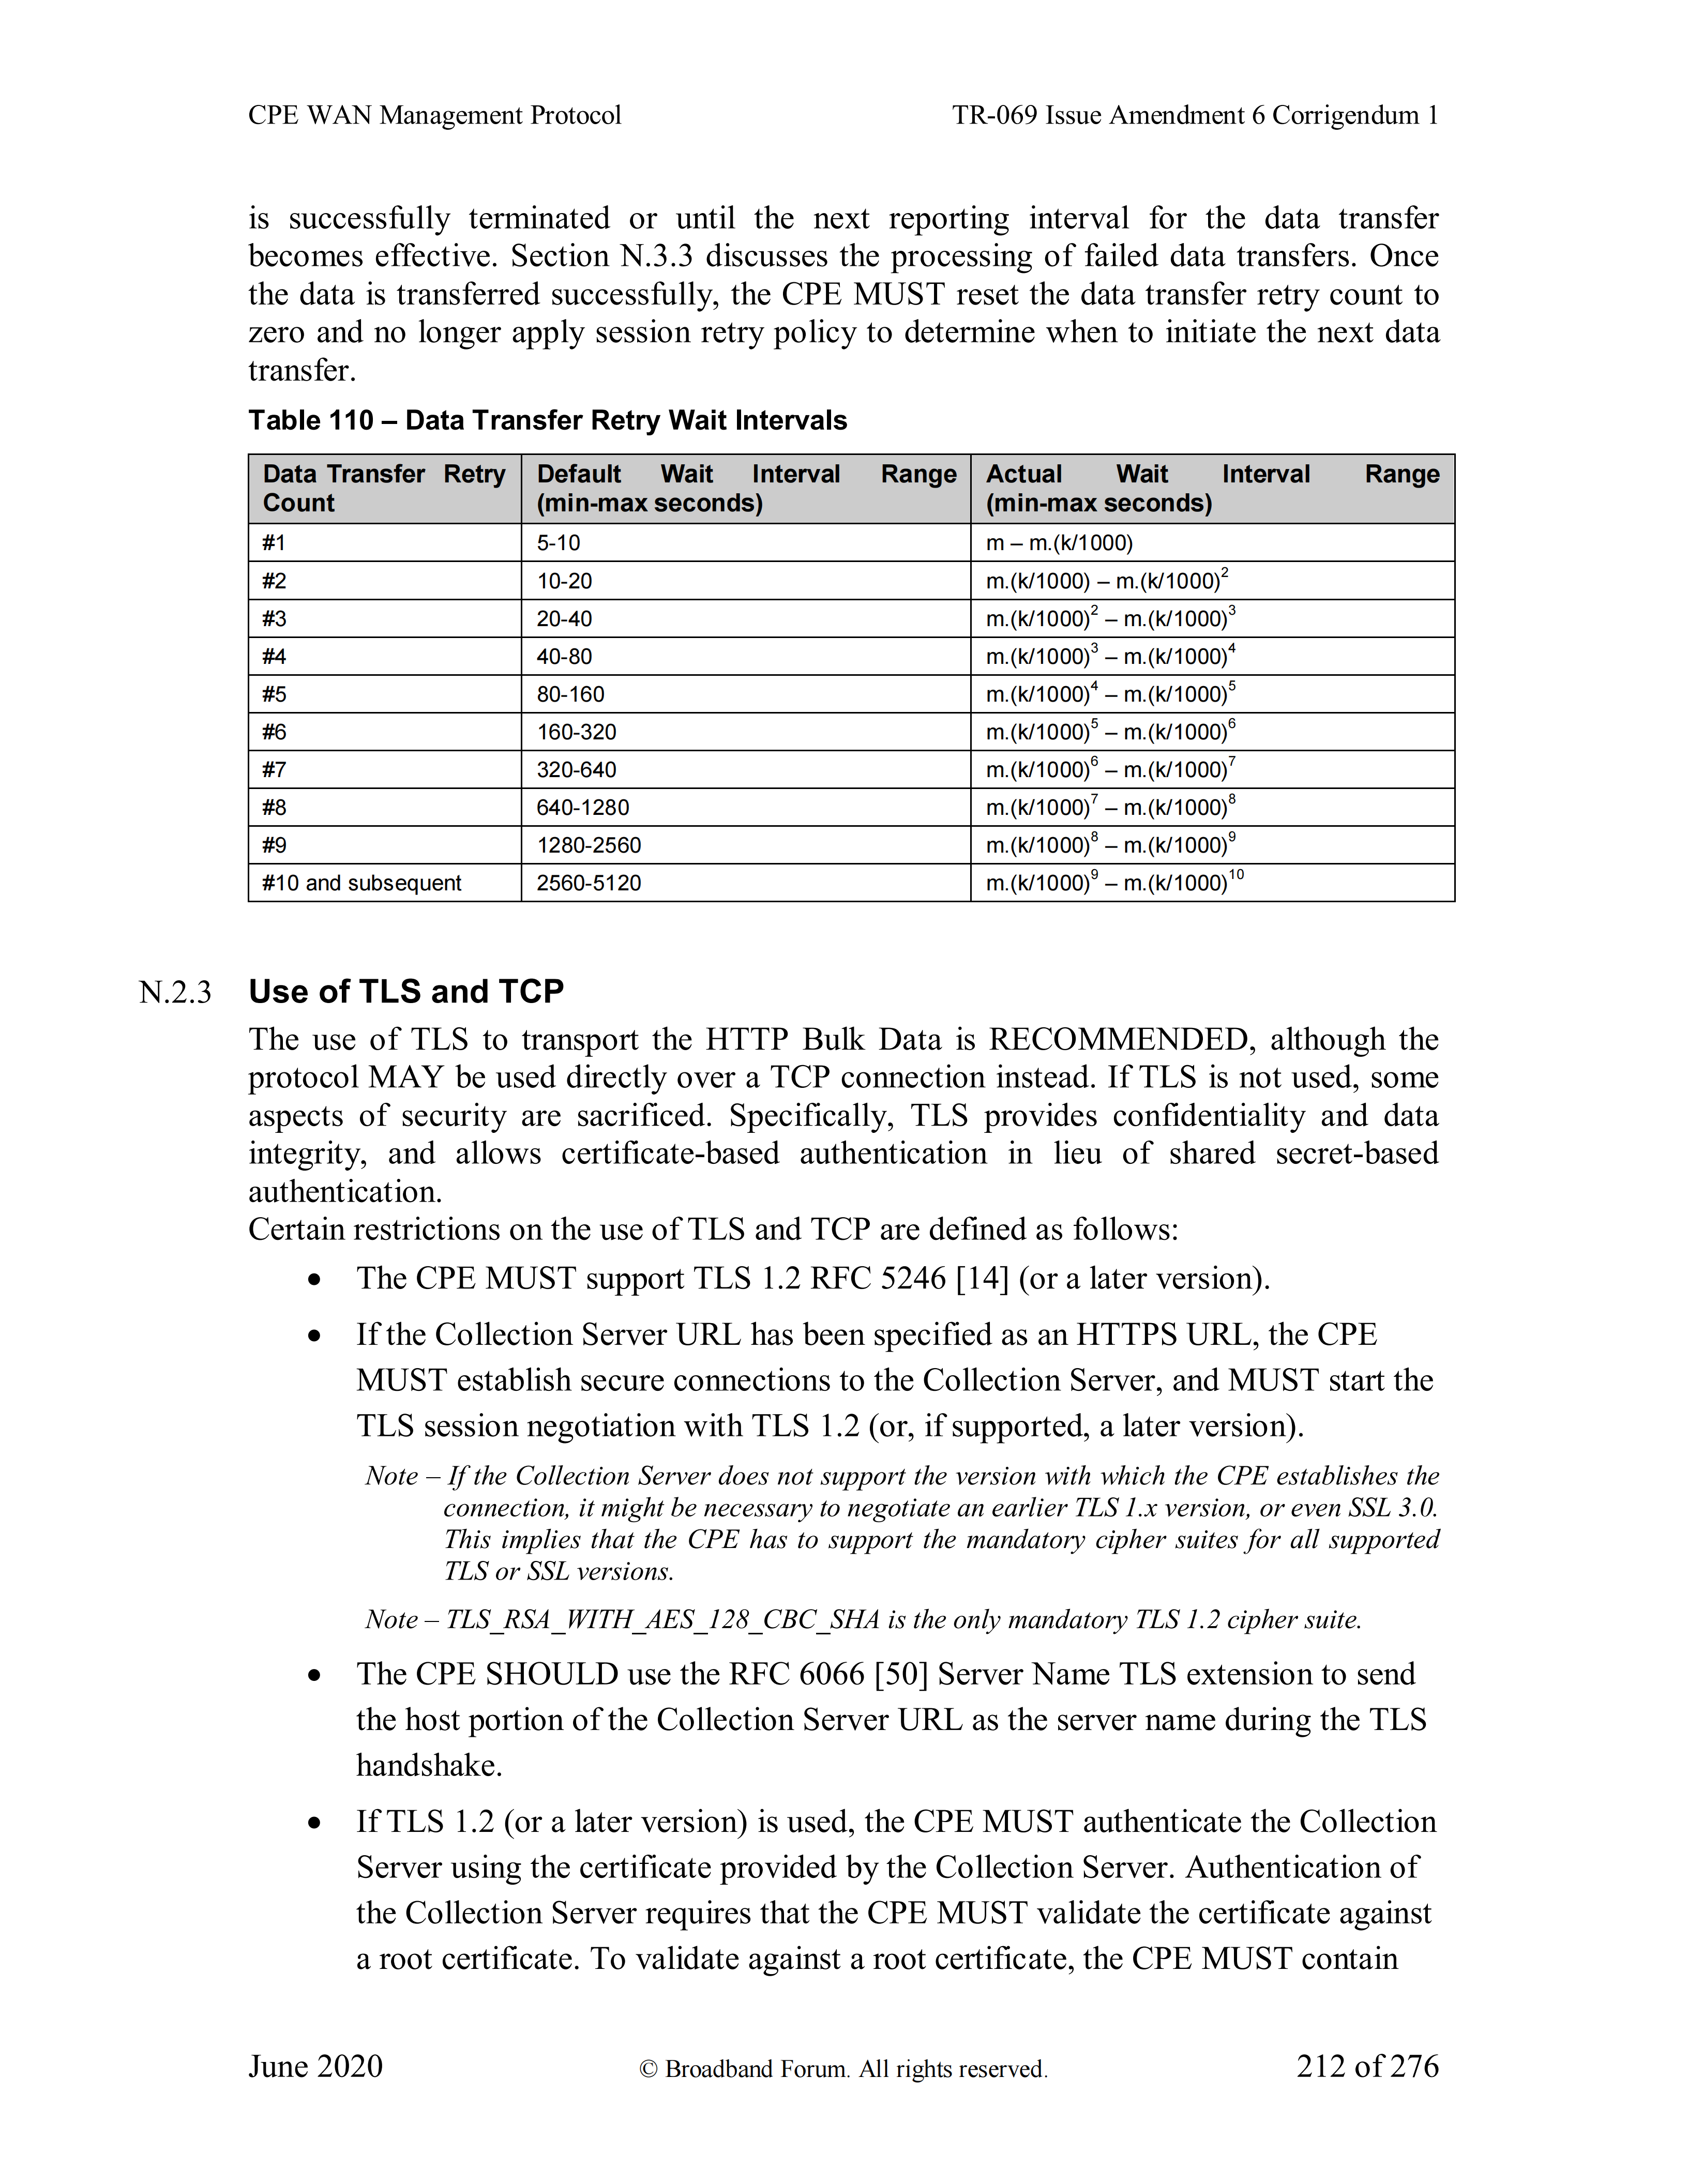 CPE WAN Management Protocol TR-069 Issue Amendment 6 Corrigendum 1
is successfully terminated or until the next reporting interval for the data transfer
becomes effective. Section N.3.3 discusses the processing of failed data transfers. Once
the data is transferred successfully, the CPE MUST reset the data transfer retry count to
zero and no longer apply session retry policy to determine when to initiate the next data
transfer.
Table 110 – Data Transfer Retry Wait Intervals
Data Transfer Retry Count Default Wait Interval Range (min-max seconds) Actual Wait Interval Range (min-max seconds)
#1 5-10 m – m.(k/1000)
#2 10-20 m.(k/1000) – m.(k/1000)²
#3 20-40 m.(k/1000)² – m.(k/1000)³
#4 40-80 m.(k/1000)³ – m.(k/1000)⁴
#5 80-160 m.(k/1000)⁴ – m.(k/1000)⁵
#6 160-320 m.(k/1000)⁵ – m.(k/1000)⁶
#7 320-640 m.(k/1000)⁶ – m.(k/1000)⁷
#8 640-1280 m.(k/1000)⁷ – m.(k/1000)⁸
#9 1280-2560 m.(k/1000)⁸ – m.(k/1000)⁹
#10 and subsequent 2560-5120 m.(k/1000)⁹ – m.(k/1000)¹⁰
N.2.3 Use of TLS and TCP
The use of TLS to transport the HTTP Bulk Data is RECOMMENDED, although the
protocol MAY be used directly over a TCP connection instead. If TLS is not used, some
aspects of security are sacrificed. Specifically, TLS provides confidentiality and data
integrity, and allows certificate-based authentication in lieu of shared secret-based
authentication.
Certain restrictions on the use of TLS and TCP are defined as follows:
• The CPE MUST support TLS 1.2 RFC 5246 [14] (or a later version).
• If the Collection Server URL has been specified as an HTTPS URL, the CPE
MUST establish secure connections to the Collection Server, and MUST start the
TLS session negotiation with TLS 1.2 (or, if supported, a later version).
Note – If the Collection Server does not support the version with which the CPE establishes the
connection, it might be necessary to negotiate an earlier TLS 1.x version, or even SSL 3.0.
This implies that the CPE has to support the mandatory cipher suites for all supported
TLS or SSL versions.
Note – TLS_RSA_WITH_AES_128_CBC_SHA is the only mandatory TLS 1.2 cipher suite.
• The CPE SHOULD use the RFC 6066 [50] Server Name TLS extension to send
the host portion of the Collection Server URL as the server name during the TLS
handshake.
• If TLS 1.2 (or a later version) is used, the CPE MUST authenticate the Collection
Server using the certificate provided by the Collection Server. Authentication of
the Collection Server requires that the CPE MUST validate the certificate against
a root certificate. To validate against a root certificate, the CPE MUST contain
June 2020 © Broadband Forum. All rights reserved. 212 of 276